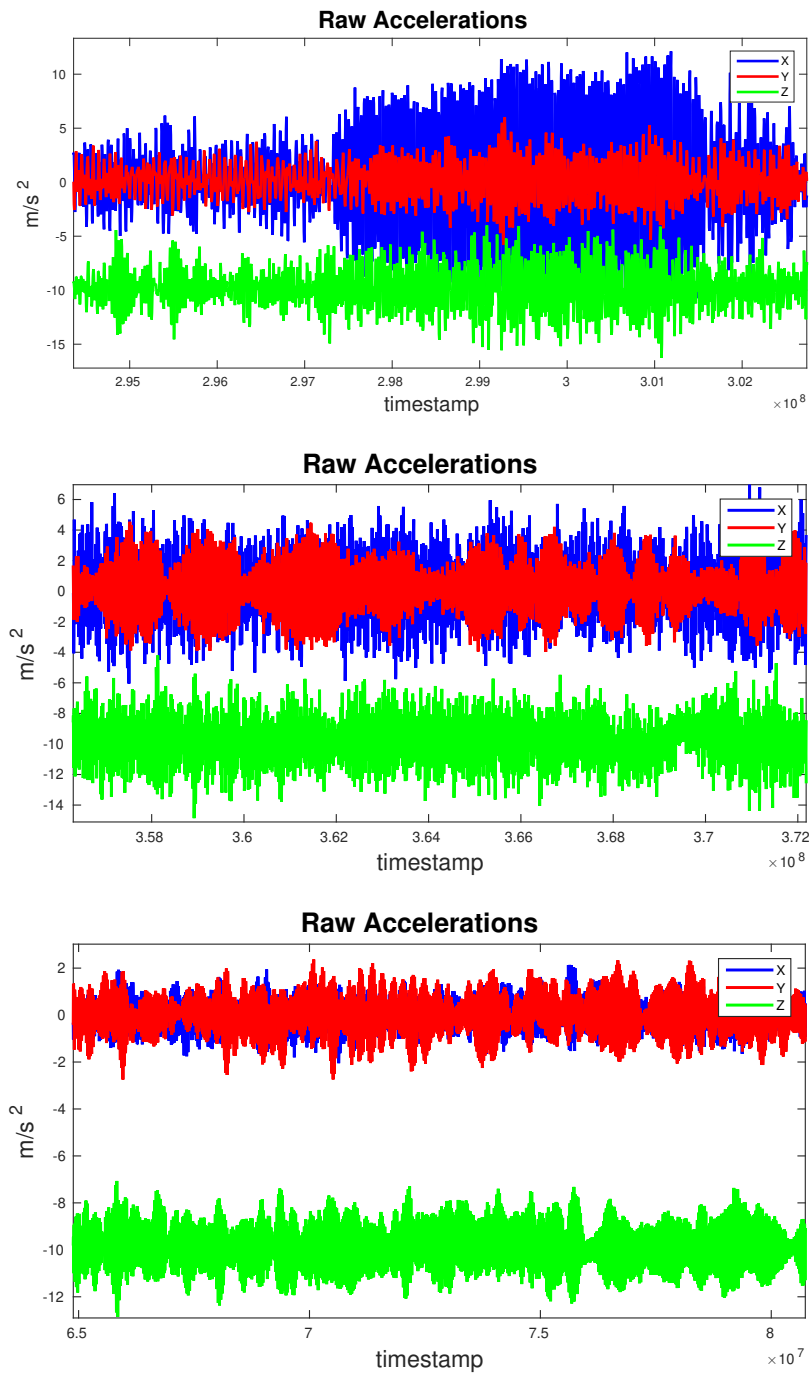 Raw Accelerations
X
Y
Z
10
5
0
-5
-10
-15
m/s 2
2.95 2.96 2.97 2.98 2.99 3 3.01 3.02
timestamp
×10 8
Raw Accelerations
X
Y
Z
6
4
2
0
-2
-4
-6
-8
-10
-12
-14
m/s 2
3.58 3.6 3.62 3.64 3.66 3.68 3.7 3.72
timestamp
×10 8
Raw Accelerations
X
Y
Z
2
0
-2
-4
-6
-8
-10
-12
m/s 2
6.5 7 7.5 8
timestamp
×10 7